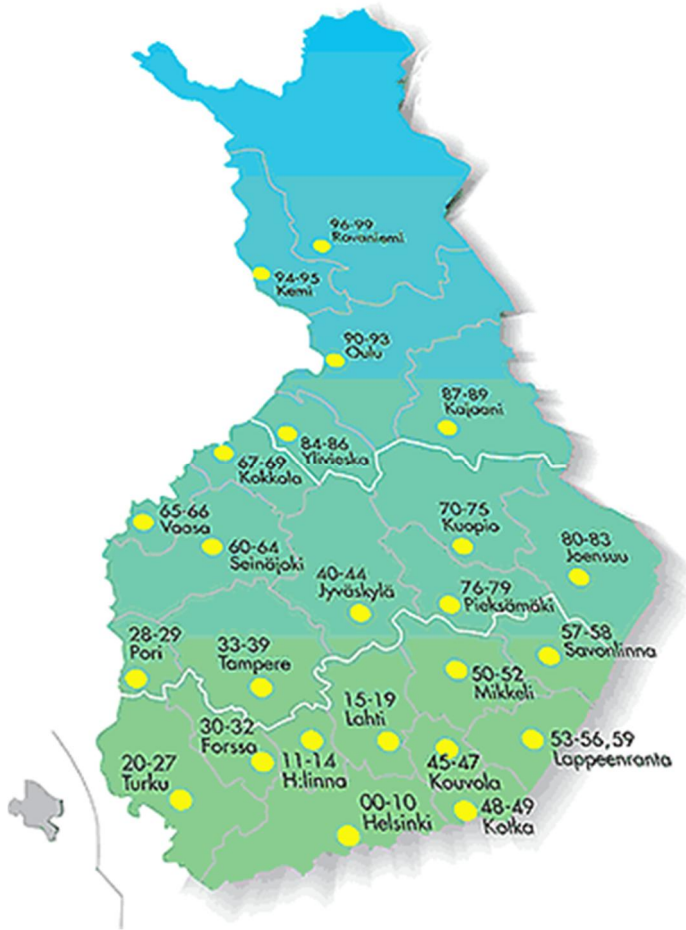 96-99
Rovaniemi
94-95
Kemi
90-93
Oulu
87-89
Kajaani
84-86
Ylivieska
67-69
Kokkola
65-66
Vaasa
60-64
Seinäjoki
70-75
Kuopio
80-83
Joensuu
40-44
Jyväskylä
76-79
Pieksämäki
28-29
Pori
33-39
Tampere
57-58
Savonlinna
50-52
Mikkeli
15-19
Lahti
30-32
Forssa
11-14
H:linna
53-56,59
Lappeenranta
45-47
Kouvola
20-27
Turku
00-10
Helsinki
48-49
Kotka